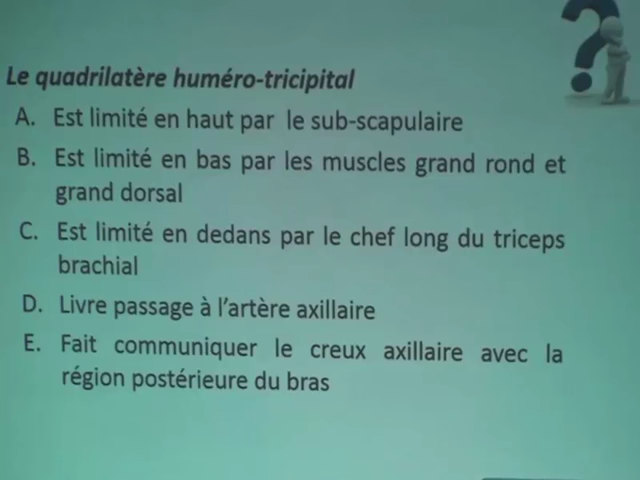 Le quadrilatère huméro-tricipital
A. Est limité en haut par le sub-scapulaire
B. Est limité en bas par les muscles grand rond et
grand dorsal
C. Est limité en dedans par le chef long du triceps
brachial
D. Livre passage à l'artère axillaire
E. Fait communiquer le creux axillaire avec la
région postérieure du bras